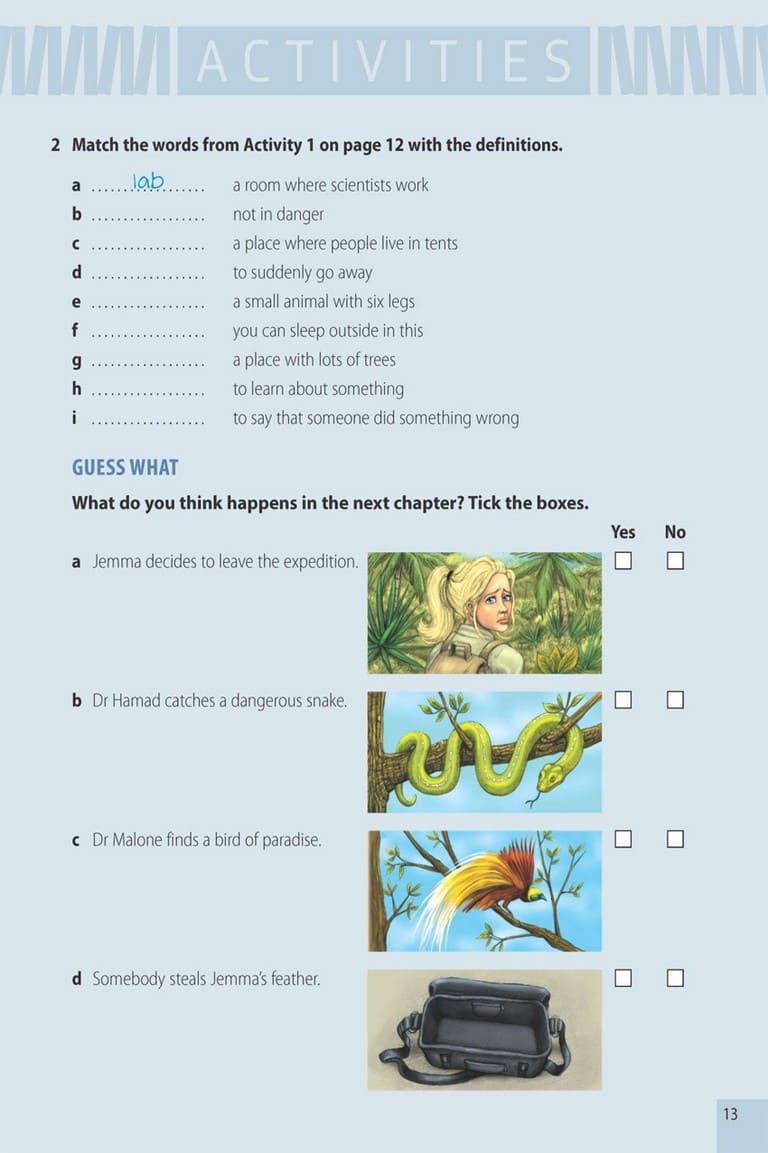 ACTIVITIES
2 Match the words from Activity 1 on page 12 with the definitions.
a ...... lab ...... a room where scientists work
b .................. not in danger
c .................. a place where people live in tents
d .................. to suddenly go away
e .................. a small animal with six legs
f .................. you can sleep outside in this
g .................. a place with lots of trees
h .................. to learn about something
i .................. to say that someone did something wrong
GUESS WHAT
What do you think happens in the next chapter? Tick the boxes.
Yes No
a Jemma decides to leave the expedition.
b Dr Hamad catches a dangerous snake.
c Dr Malone finds a bird of paradise.
d Somebody steals Jemma’s feather.
13